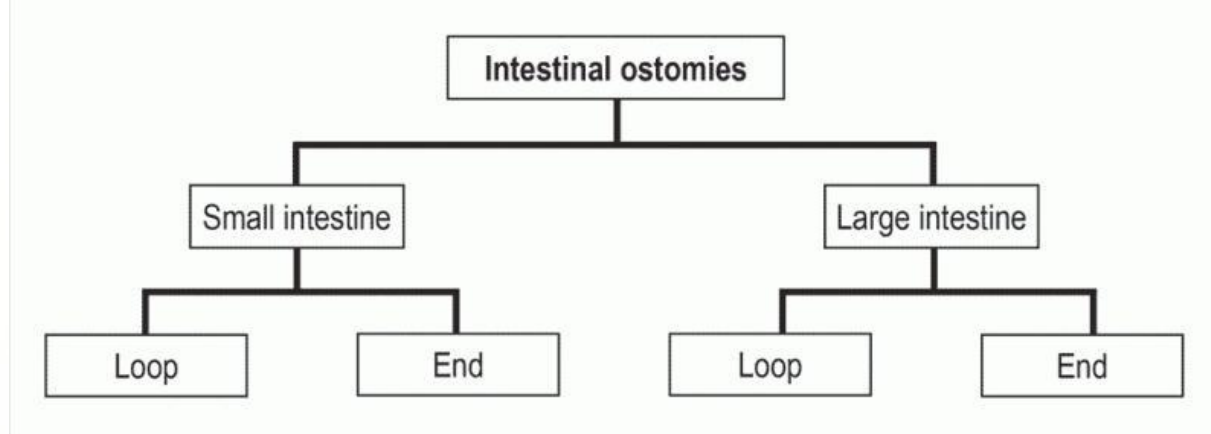 Intestinal ostomies
Small intestine
Large intestine
Loop
End
Loop
End